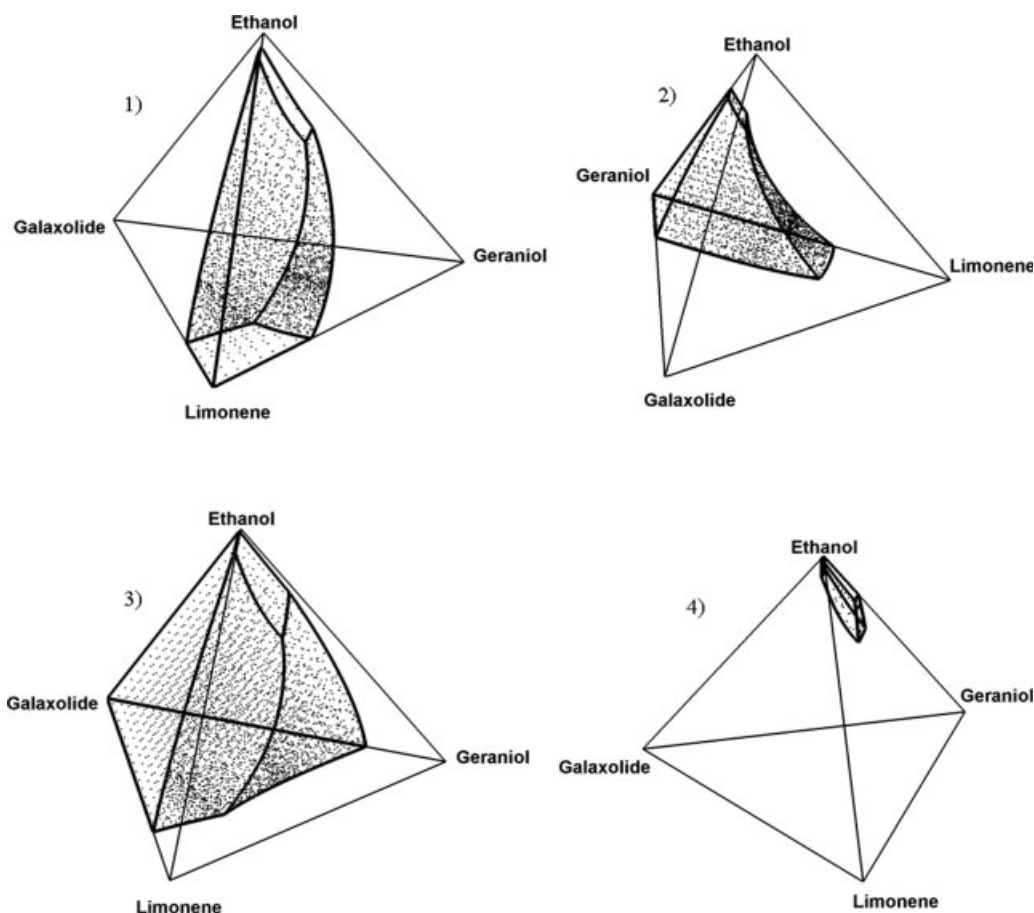 Ethanol
1)
Galaxolide
Geraniol
Limonene
Ethanol
2)
Geraniol
Limonene
Galaxolide
Ethanol
3)
Galaxolide
Geraniol
Limonene
Ethanol
4)
Geraniol
Galaxolide
Limonene